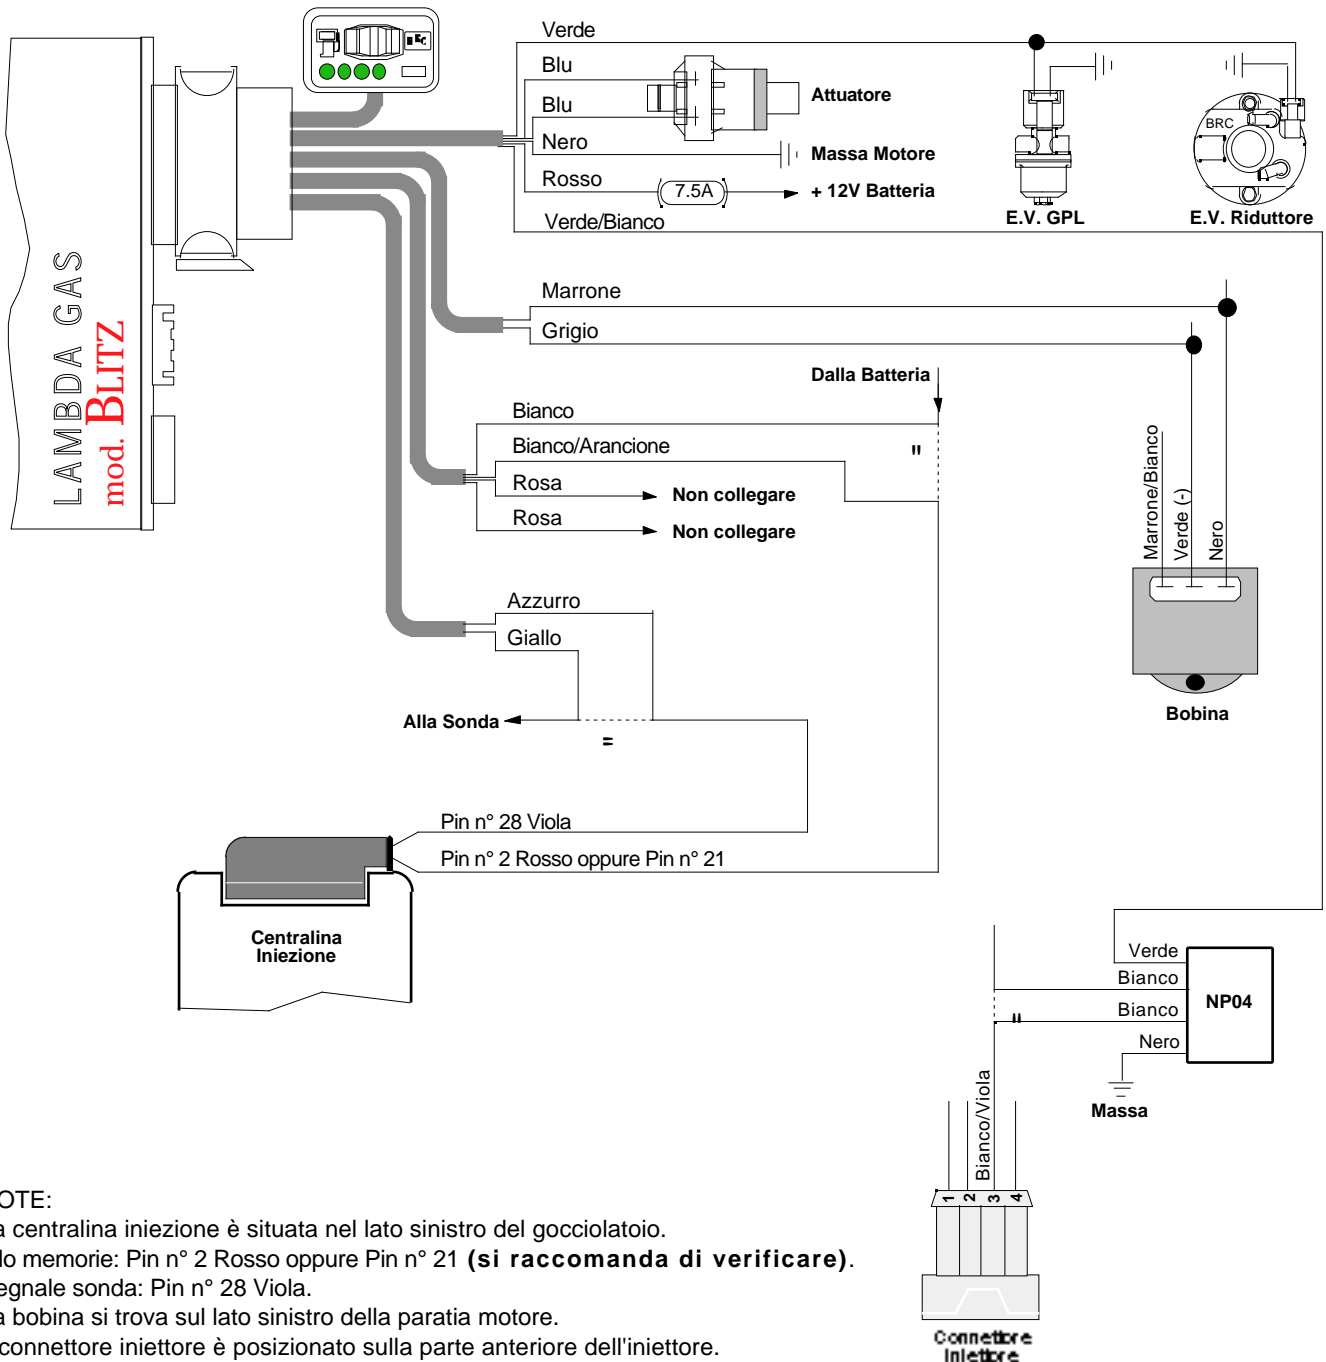 Verde
Blu
Attuatore
Blu
Nero
Massa Motore
Rosso
7.5A
+ 12V Batteria
Verde/Bianco
BRC
E.V. GPL
E.V. Riduttore
LAMBDA GAS
mod. BLITZ
Marrone
Grigio
Dalla Batteria
Bianco
Bianco/Arancione
"
Rosa
Non collegare
Rosa
Non collegare
Marrone/Bianco
Verde (-)
Nero
Bobina
Azzurro
Giallo
Alla Sonda
"
Pin n° 28 Viola
Pin n° 2 Rosso oppure Pin n° 21
Centralina
Iniezione
Verde
Bianco
Bianco
Nero
NP04
"
Massa
Bianco/Viola
1 2 3 4
Connettore
Iniettore
OTE:
a centralina iniezione è situata nel lato sinistro del gocciolatoio.
lo memorie: Pin n° 2 Rosso oppure Pin n° 21 (si raccomanda di verificare).
egnale sonda: Pin n° 28 Viola.
a bobina si trova sul lato sinistro della paratia motore.
connettore iniettore è posizionato sulla parte anteriore dell'iniettore.